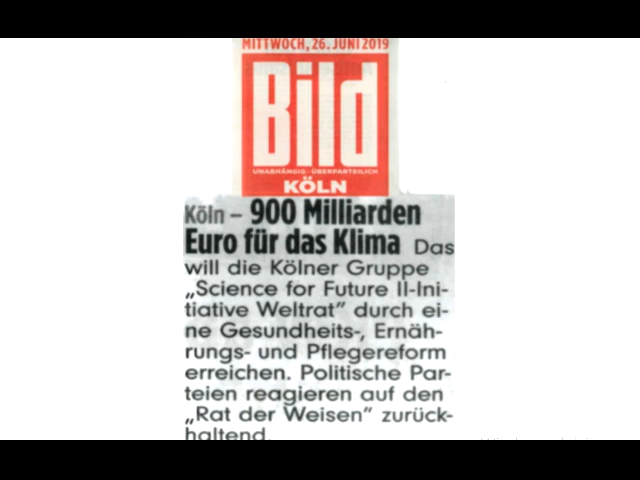 MITTWOCH, 26. JUNI 2019
Bild
UNABHÄNGIG · ÜBERPARTEILICH
KÖLN
Köln – 900 Milliarden
Euro für das Klima Das
will die Kölner Gruppe
„Science for Future II-Ini-
tiative Weltrat” durch ei-
ne Gesundheits-, Ernäh-
rungs- und Pflegereform
erreichen. Politische Par-
teien reagieren auf den
„Rat der Weisen” zurück-
haltend.